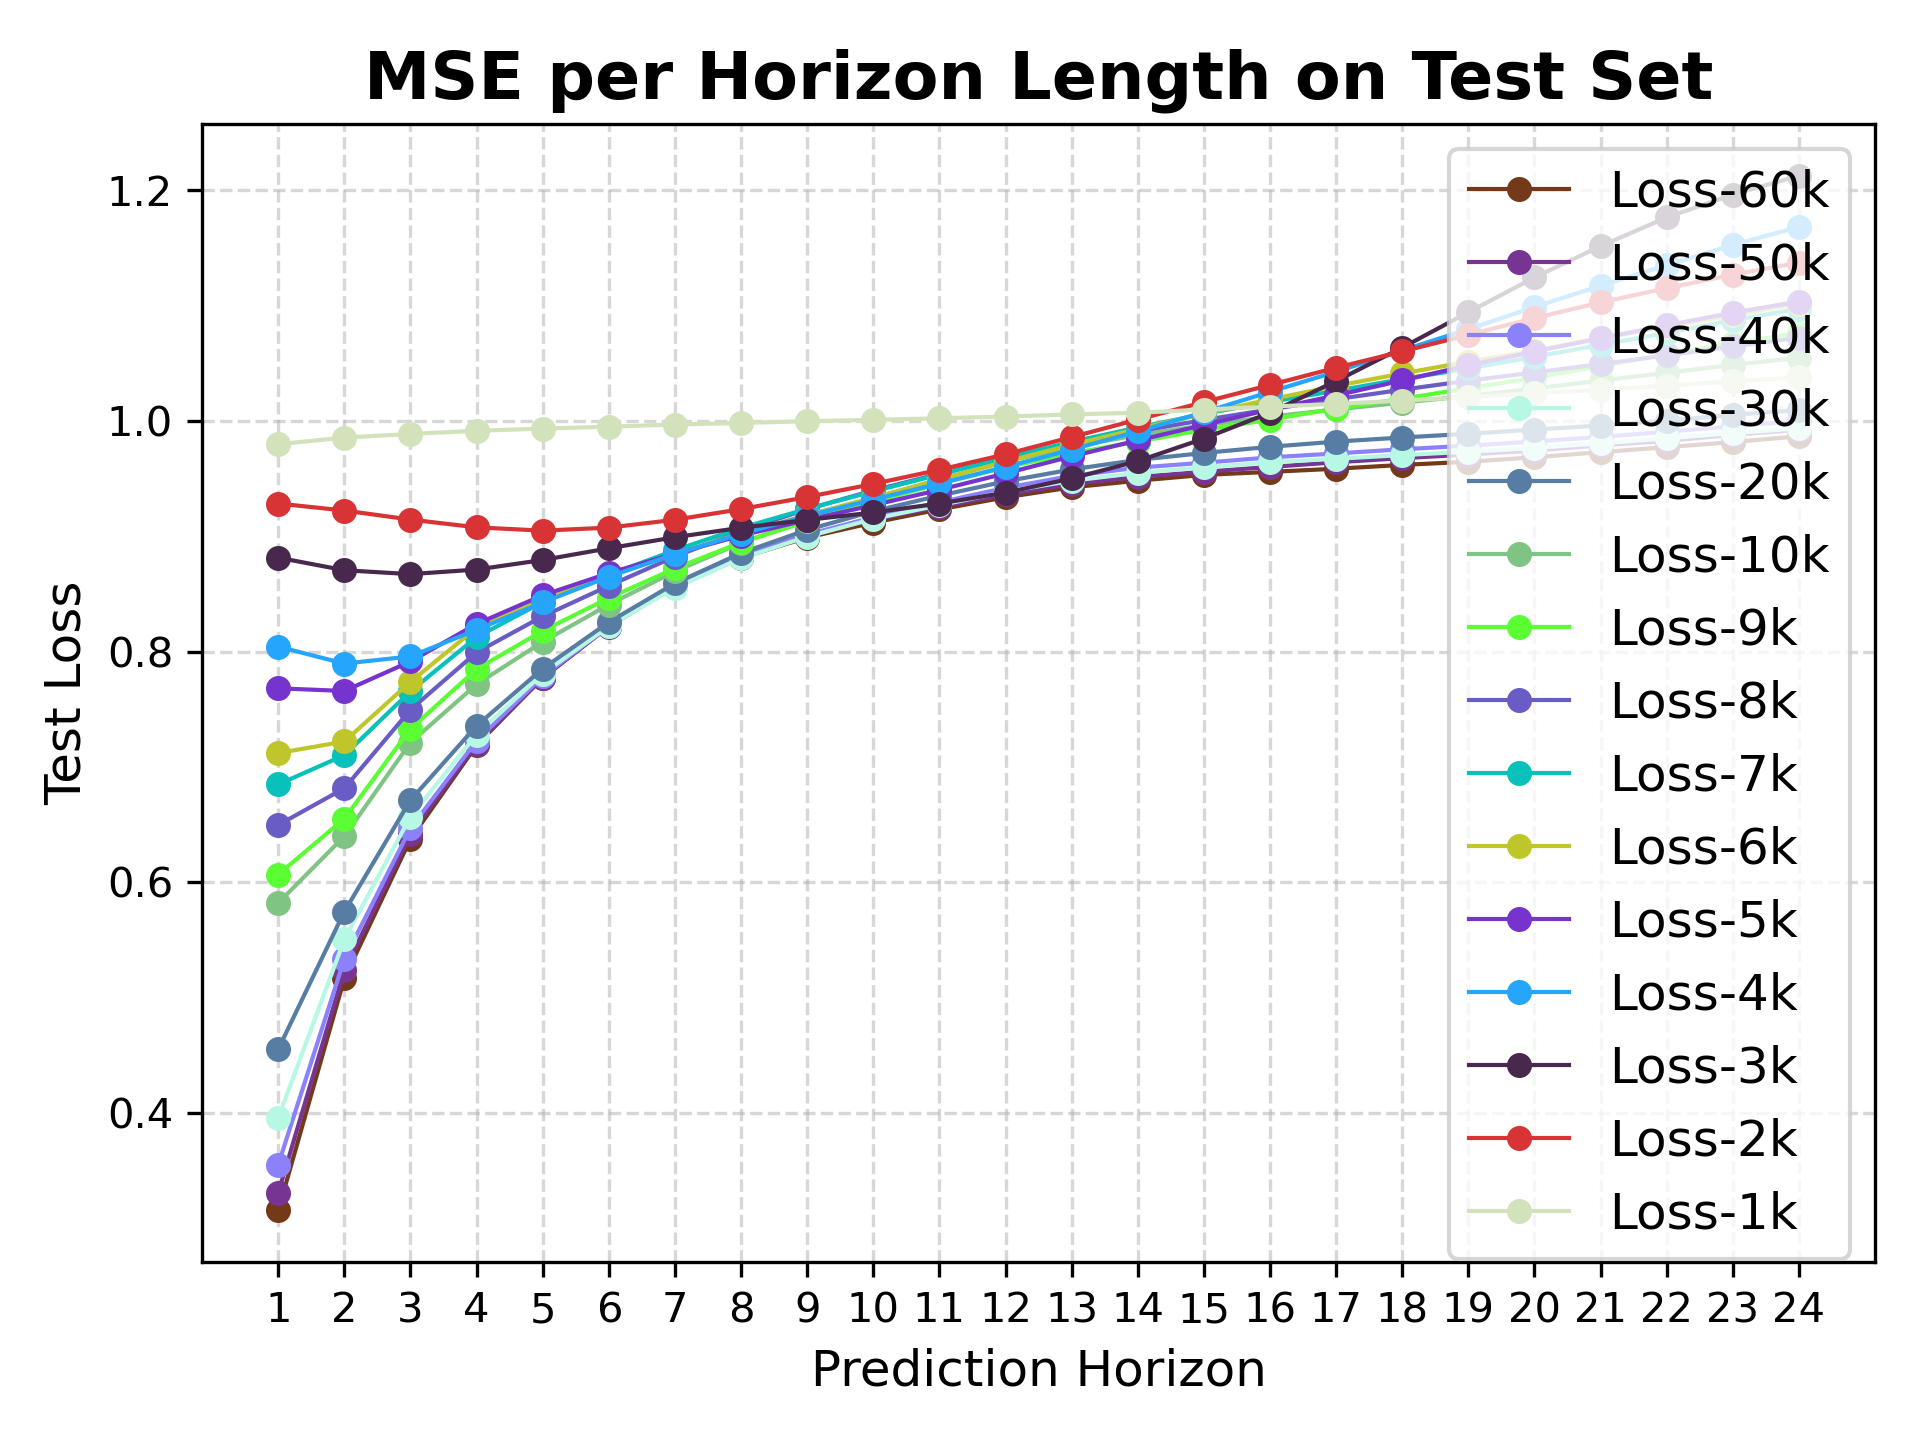 MSE per Horizon Length on Test Set
Test Loss
1.2
1.0
0.8
0.6
0.4
1 2 3 4 5 6 7 8 9 10 11 12 13 14 15 16 17 18 19 20 21 22 23 24
Prediction Horizon
Loss-60k
Loss-50k
Loss-40k
Loss-30k
Loss-20k
Loss-10k
Loss-9k
Loss-8k
Loss-7k
Loss-6k
Loss-5k
Loss-4k
Loss-3k
Loss-2k
Loss-1k